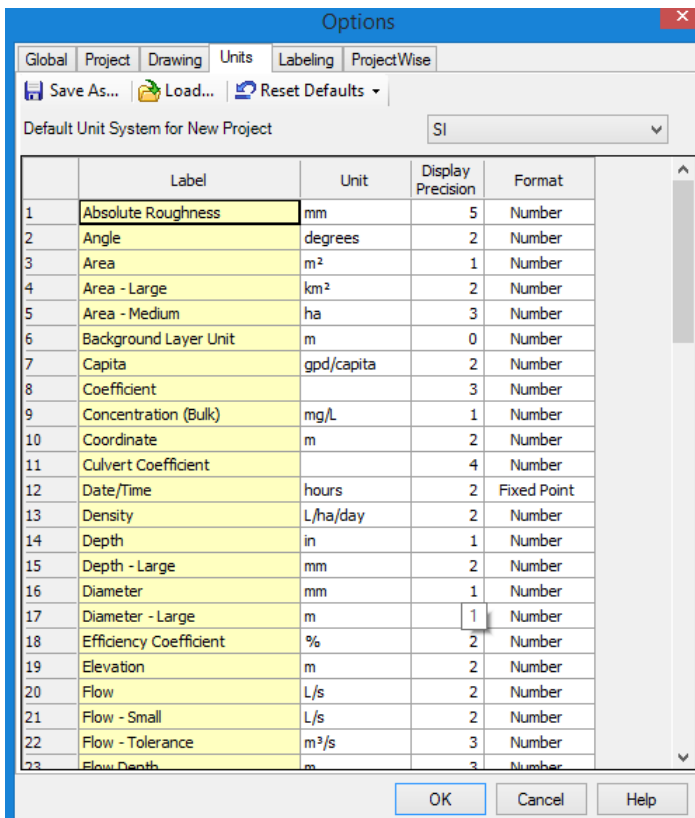 Options
Global Project Drawing Units Labeling ProjectWise
Save As... Load... Reset Defaults
Default Unit System for New Project SI
Label Unit Display Precision Format
1 Absolute Roughness mm 5 Number
2 Angle degrees 2 Number
3 Area m² 1 Number
4 Area - Large km² 2 Number
5 Area - Medium ha 3 Number
6 Background Layer Unit m 0 Number
7 Capita gpd/capita 2 Number
8 Coefficient 3 Number
9 Concentration (Bulk) mg/L 1 Number
10 Coordinate m 2 Number
11 Culvert Coefficient 4 Number
12 Date/Time hours 2 Fixed Point
13 Density L/ha/day 2 Number
14 Depth in 1 Number
15 Depth - Large mm 2 Number
16 Diameter mm 1 Number
17 Diameter - Large m 1 Number
18 Efficiency Coefficient % 2 Number
19 Elevation m 2 Number
20 Flow L/s 2 Number
21 Flow - Small L/s 2 Number
22 Flow - Tolerance m³/s 3 Number
23 Flow Depth m 3 Number
OK Cancel Help